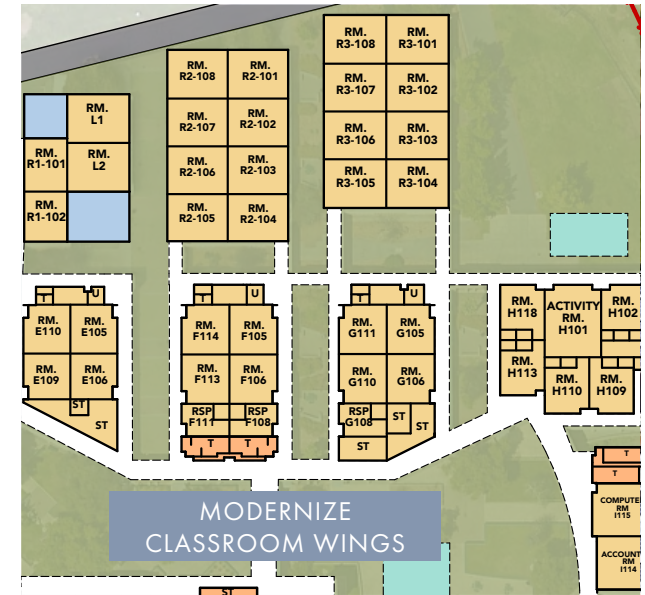 RM.
R3-108
RM.
R3-101
RM.
R3-107
RM.
R3-102
RM.
R3-106
RM.
R3-103
RM.
R3-105
RM.
R3-104
RM.
R2-108
RM.
R2-101
RM.
R2-107
RM.
R2-102
RM.
R2-106
RM.
R2-103
RM.
R2-105
RM.
R2-104
RM.
L1
RM.
R1-101
RM.
L2
RM.
R1-102
T
U
RM.
E110
RM.
E105
RM.
E109
RM.
E106
ST
ST
T
U
RM.
F114
RM.
F105
RM.
F113
RM.
F106
RSP
F111
RSP
F108
T
T
T
U
RM.
G111
RM.
G105
RM.
G110
RM.
G106
RSP
G108
ST
ST
ST
RM.
H118
ACTIVITY
RM.
H101
RM.
H102
RM.
H113
RM.
H110
RM.
H109
T
T
COMPUTE
RM
I115
ACCOUNT
RM
I114
MODERNIZE
CLASSROOM WINGS
ST